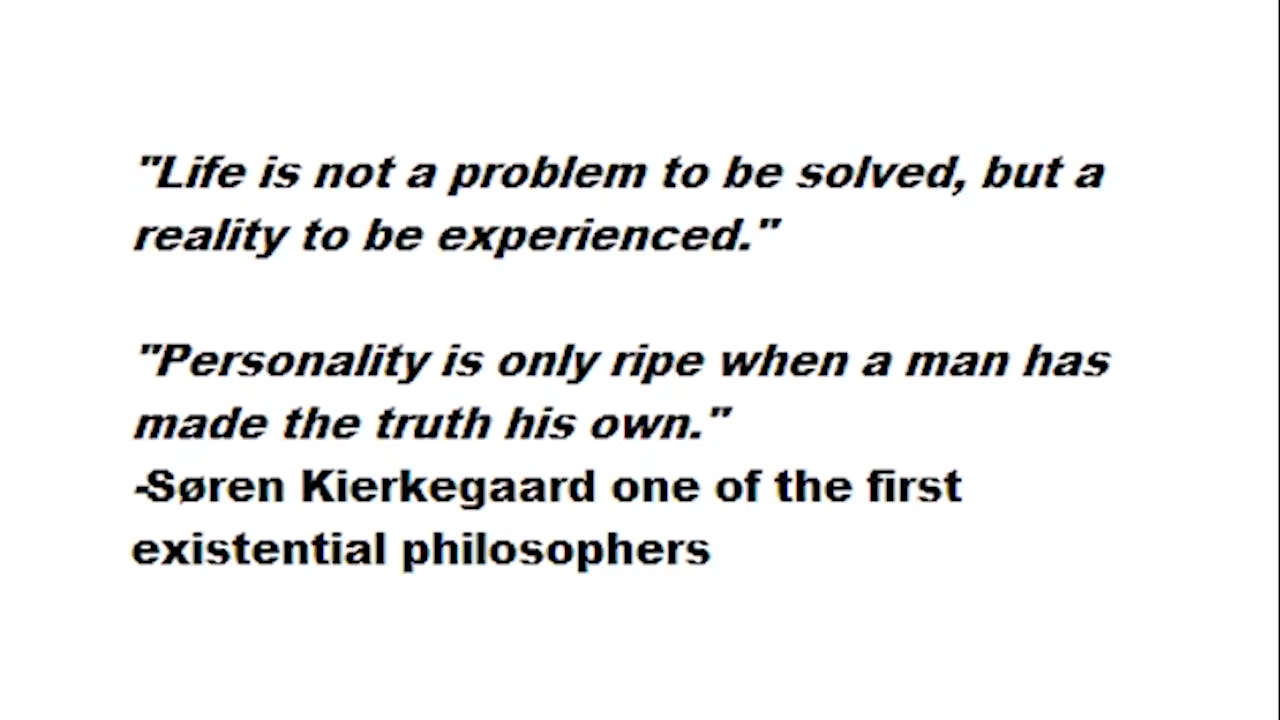 "Life is not a problem to be solved, but a
reality to be experienced."
"Personality is only ripe when a man has
made the truth his own."
-Søren Kierkegaard one of the first
existential philosophers